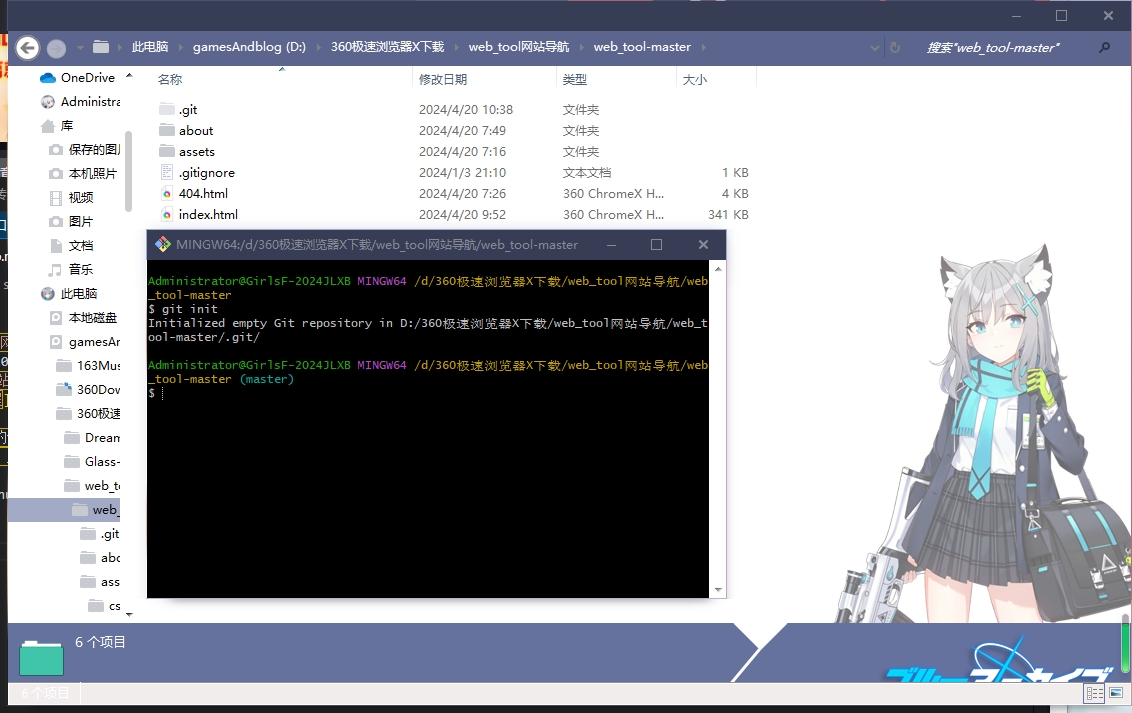 此电脑 gamesAndblog (D:) 360极速浏览器X下载 web_tool网站导航 web_tool-master 搜索"web_tool-master"
OneDrive
Administra
库
保存的图片
本机照片
视频
图片
文档
音乐
此电脑
本地磁盘
gamesAn
163Mus
360Dow
360极速
Dream
Glass-
web_to
web_
.git
abo
ass
cs
名称 修改日期 类型 大小
.git 2024/4/20 10:38 文件夹
about 2024/4/20 7:49 文件夹
assets 2024/4/20 7:16 文件夹
.gitignore 2024/1/3 21:10 文本文档 1 KB
404.html 2024/4/20 7:26 360 ChromeX H... 4 KB
index.html 2024/4/20 9:52 360 ChromeX H... 341 KB
MINGW64:/d/360极速浏览器X下载/web_tool网站导航/web_tool-master
Administrator@GirlsF-2024JLXB MINGW64 /d/360极速浏览器X下载/web_tool网站导航/web
_tool-master
$ git init
Initialized empty Git repository in D:/360极速浏览器X下载/web_tool网站导航/web_t
ool-master/.git/
Administrator@GirlsF-2024JLXB MINGW64 /d/360极速浏览器X下载/web_tool网站导航/web
_tool-master (master)
$
6 个项目
ブルーアーカイブ
6 个项目